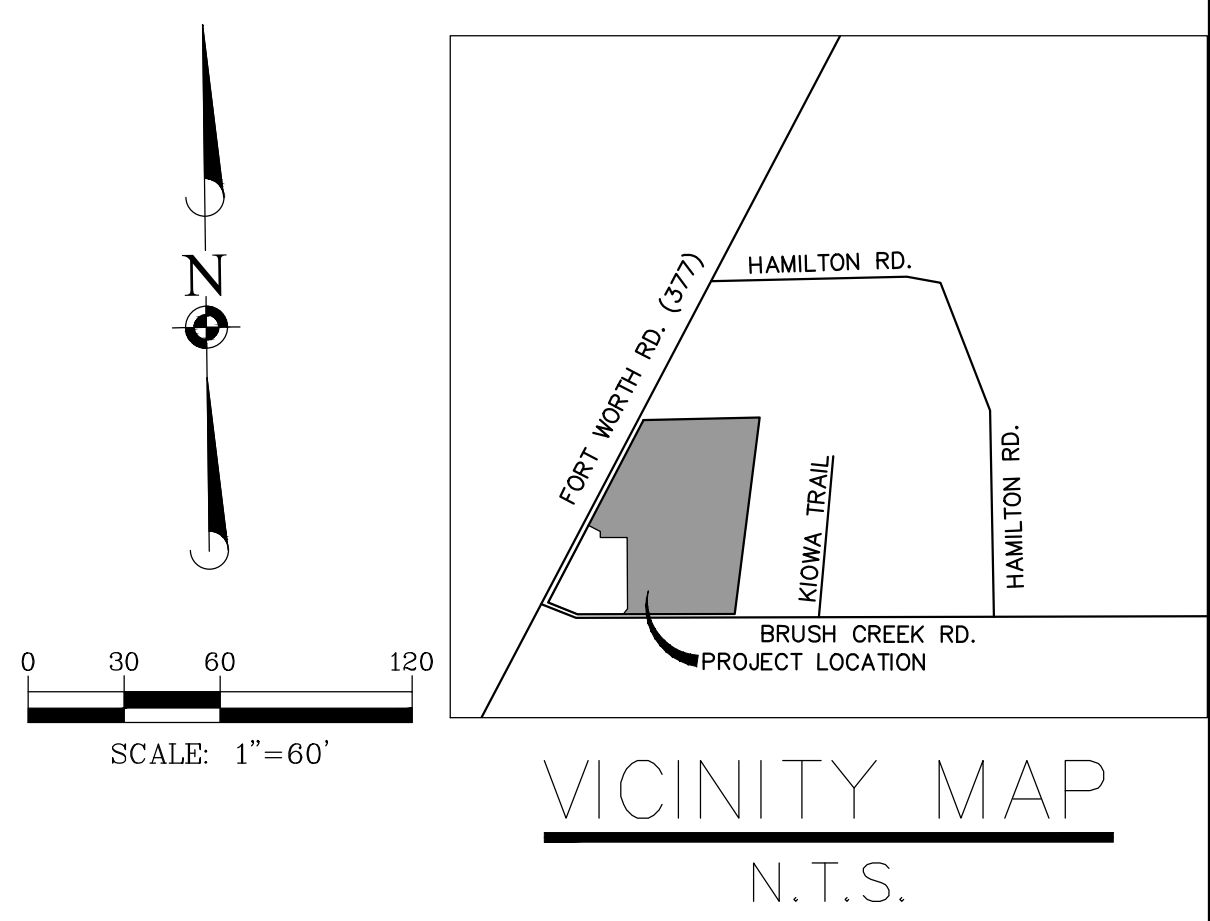 N
0 30 60 120
SCALE: 1"=60'
HAMILTON RD.
FORT WORTH RD. (377)
KIOWA TRAIL
HAMILTON RD.
BRUSH CREEK RD.
PROJECT LOCATION
VICINITY MAP
N.T.S.